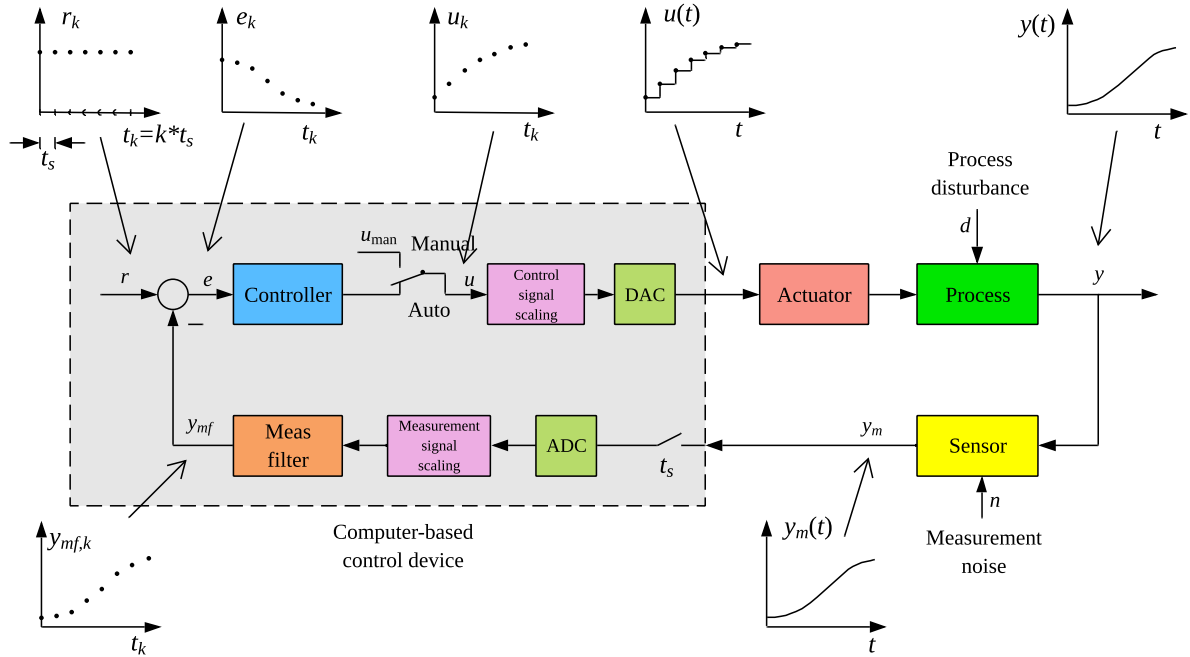 r_k
e_k
u_k
u(t)
y(t)
t_k=k*t_s
t_k
t_k
t
t
t_s
Process
disturbance
d
u_man
Manual
r
e
Controller
Auto
u
Control
signal
scaling
DAC
Actuator
Process
y
–
y_mf
Meas
filter
Measurement
signal
scaling
ADC
t_s
y_m
Sensor
n
Measurement
noise
Computer-based
control device
y_mf,k
t_k
y_m(t)
t